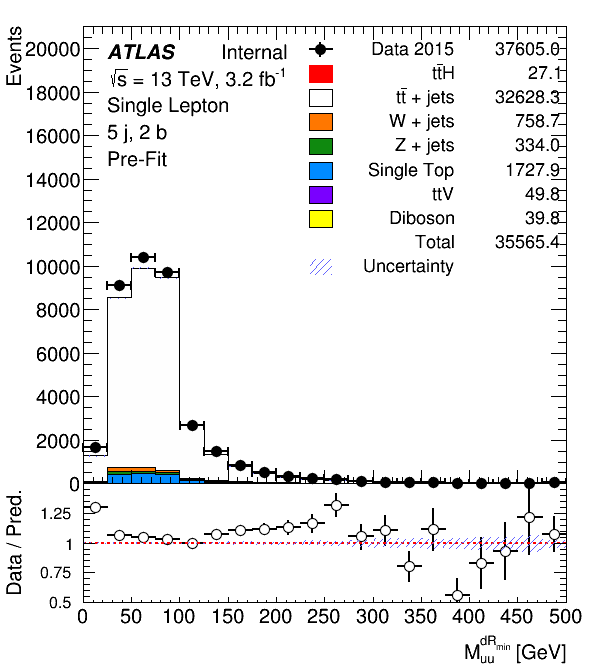 Events
20000
18000
16000
14000
12000
10000
8000
6000
4000
2000
0
ATLAS Internal
√s = 13 TeV, 3.2 fb⁻¹
Single Lepton
5 j, 2 b
Pre-Fit
Data 2015 37605.0
tt̄H 27.1
tt̄ + jets 32628.3
W + jets 758.7
Z + jets 334.0
Single Top 1727.9
ttV 49.8
Diboson 39.8
Total 35565.4
Uncertainty
Data / Pred.
1.25
1
0.75
0.5
0 50 100 150 200 250 300 350 400 450 500
M_uu^dRmin [GeV]